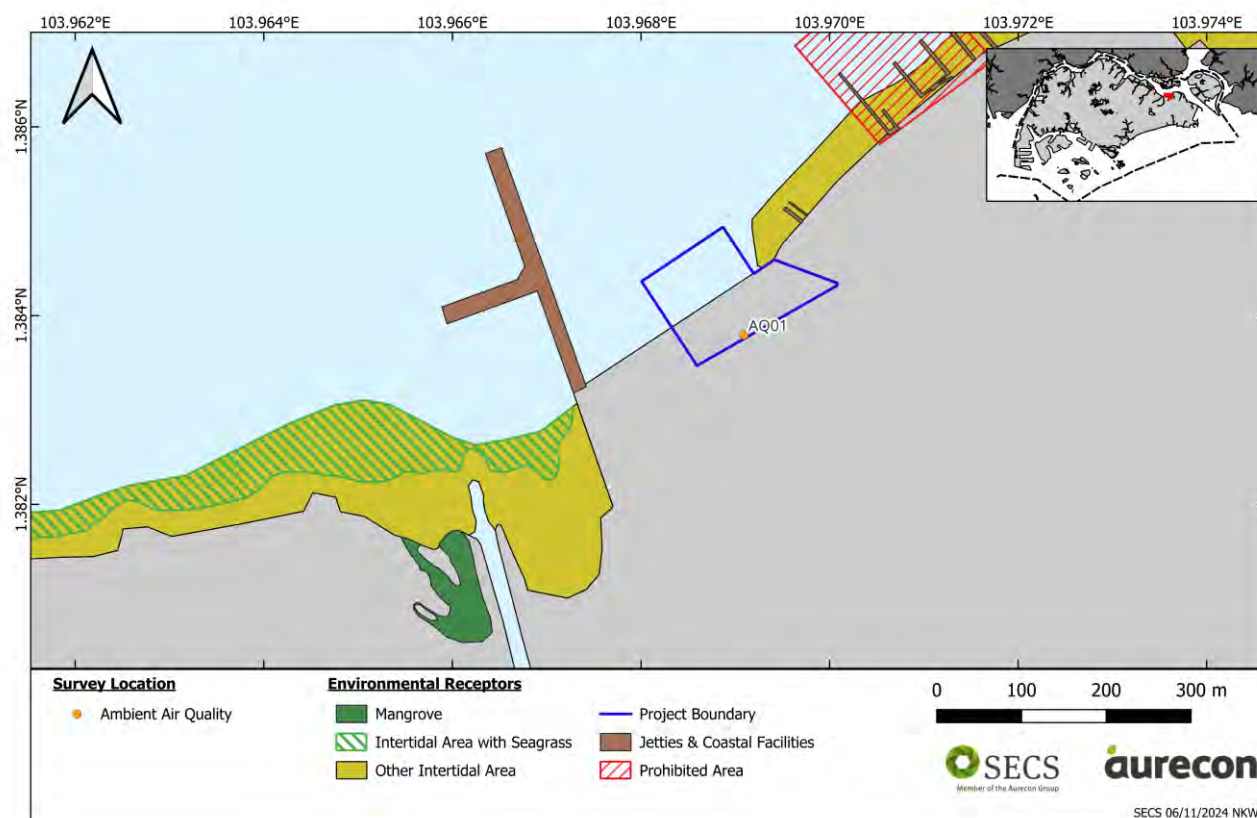 103.962°E 103.964°E 103.966°E 103.968°E 103.970°E 103.972°E 103.974°E
1.386°N
1.384°N
1.382°N
AQ01
Survey Location
Ambient Air Quality
Environmental Receptors
Mangrove
Intertidal Area with Seagrass
Other Intertidal Area
Project Boundary
Jetties & Coastal Facilities
Prohibited Area
0 100 200 300 m
SECS
Member of the Aurecon Group
aurecon
SECS 06/11/2024 NKW